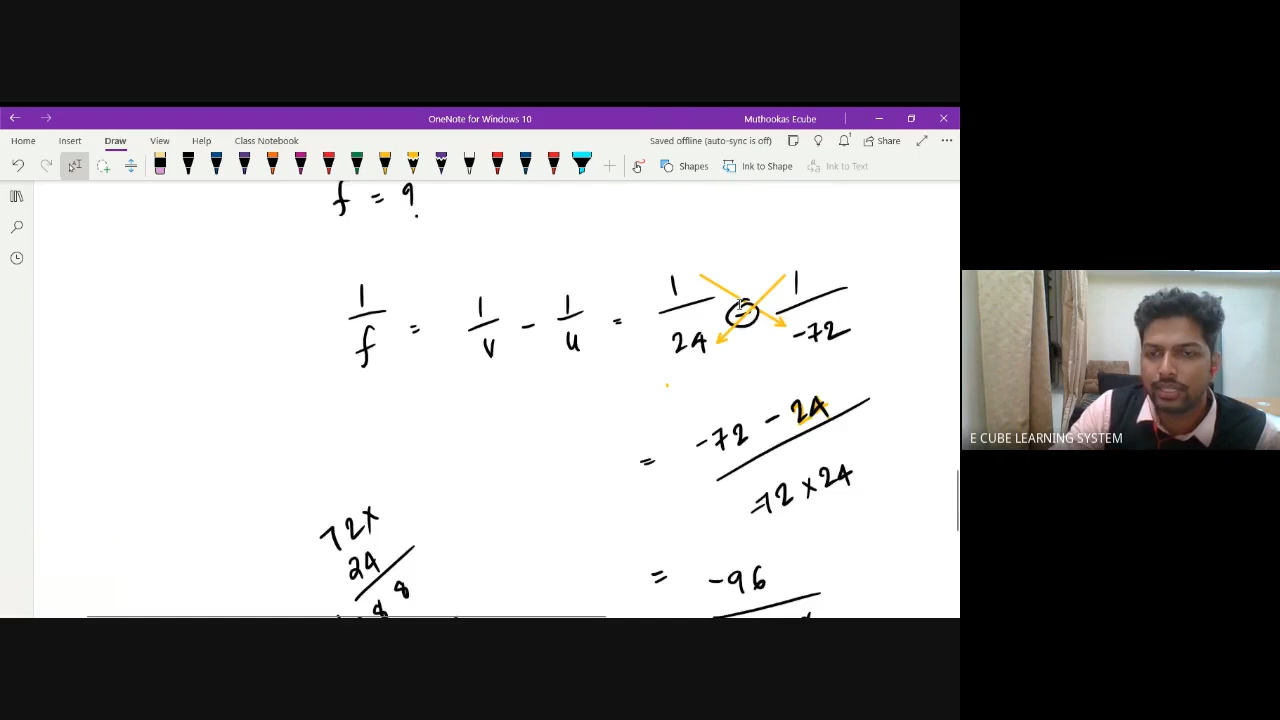 OneNote for Windows 10
Muthookas Ecube
Home Insert Draw View Help Class Notebook
Saved offline (auto-sync is off)
Share
Shapes Ink to Shape Ink to Text
f = ?
1/f = 1/v - 1/u = 1/24 - 1/-72
= -72 - 24 / -72 x 24
72x
24
88
= -96
E CUBE LEARNING SYSTEM